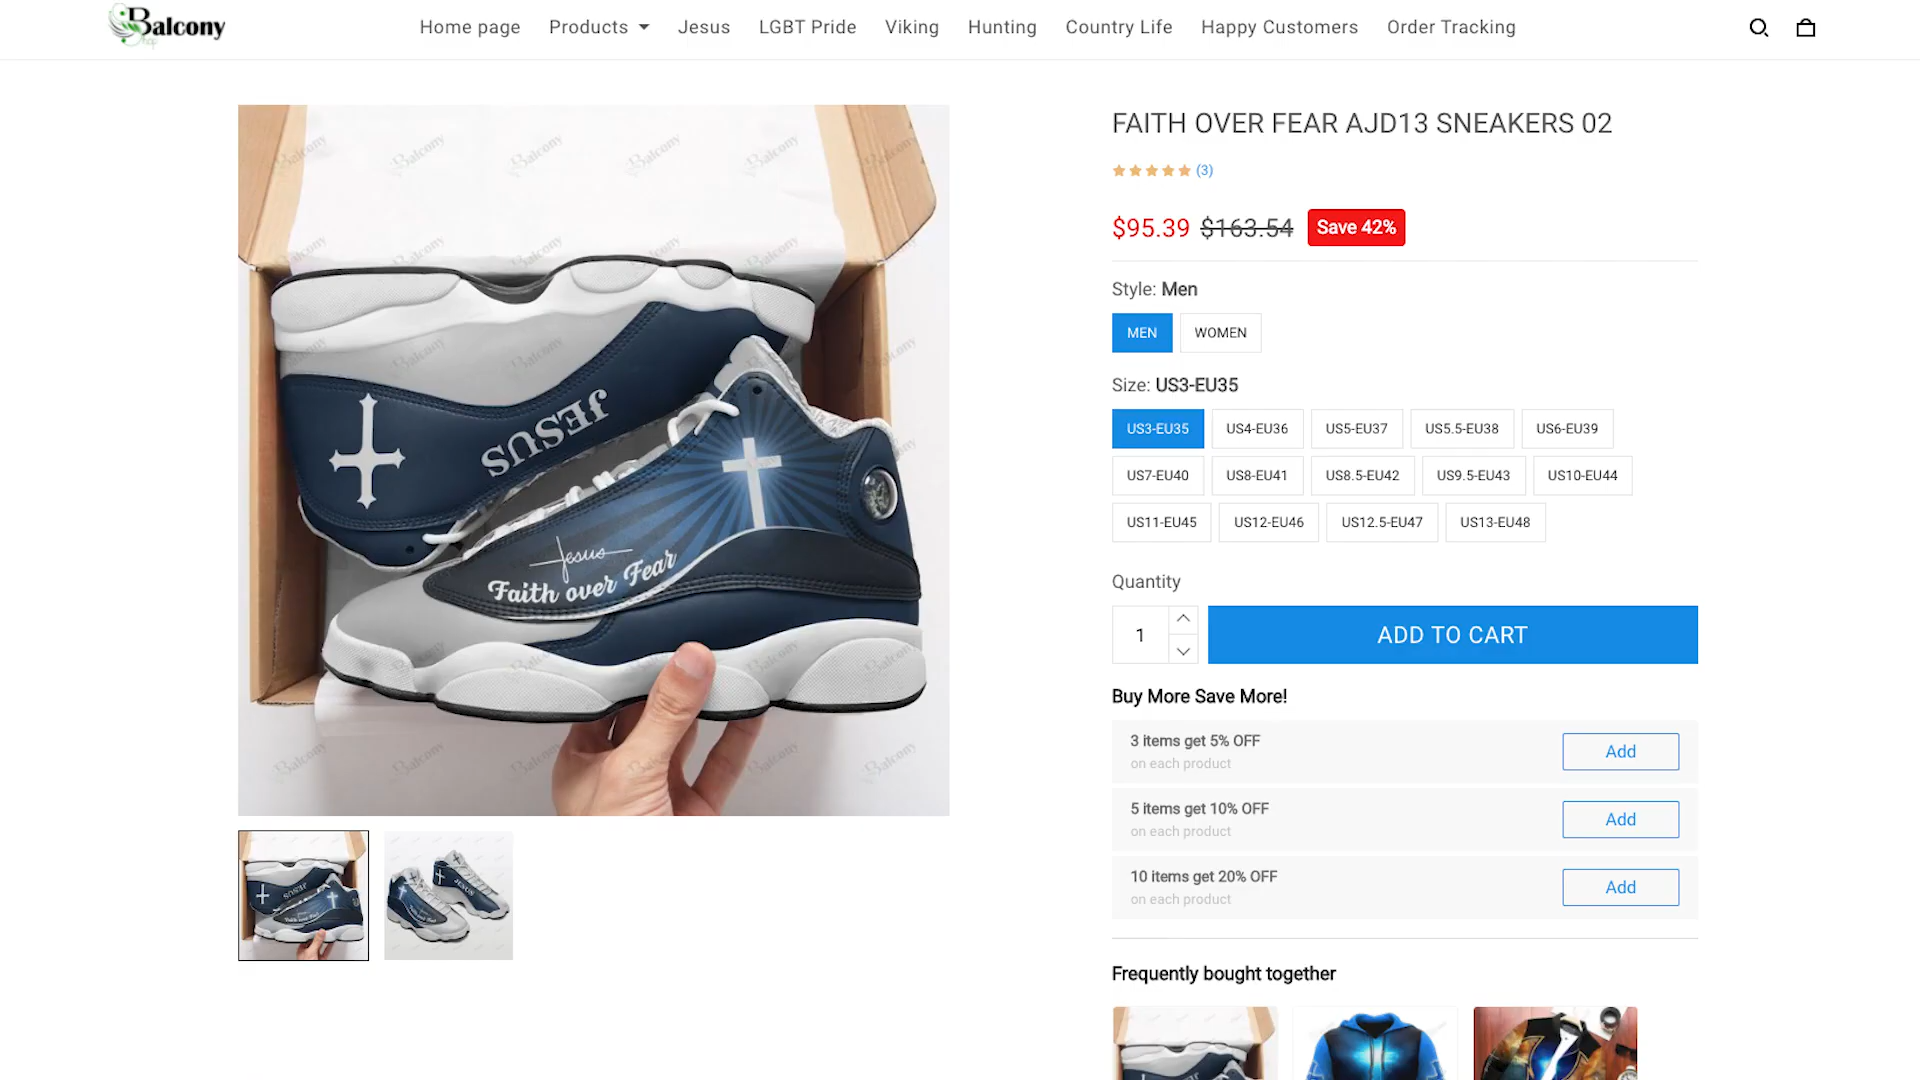 Balcony
Shop
Home page
Products
Jesus
LGBT Pride
Viking
Hunting
Country Life
Happy Customers
Order Tracking
JESUS
Jesus
Faith over Fear
FAITH OVER FEAR AJD13 SNEAKERS 02
(3)
$95.39 $163.54 Save 42%
Style: Men
MEN WOMEN
Size: US3-EU35
US3-EU35 US4-EU36 US5-EU37 US5.5-EU38 US6-EU39
US7-EU40 US8-EU41 US8.5-EU42 US9.5-EU43 US10-EU44
US11-EU45 US12-EU46 US12.5-EU47 US13-EU48
Quantity
1 ADD TO CART
Buy More Save More!
3 items get 5% OFF
on each product
Add
5 items get 10% OFF
on each product
Add
10 items get 20% OFF
on each product
Add
Frequently bought together